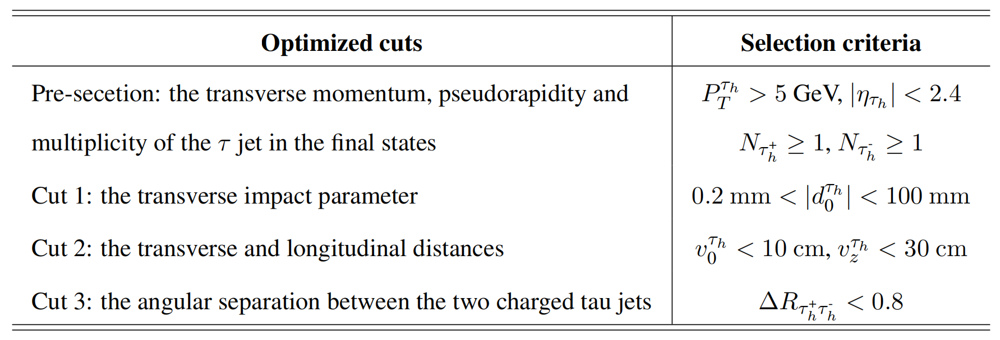 Optimized cuts Selection criteria
Pre-secetion: the transverse momentum, pseudorapidity and $P_T^{\tau_h} > 5$ GeV, $|\eta_{\tau_h}| < 2.4$
multiplicity of the $\tau$ jet in the final states $N_{\tau_h^+} \geq 1$, $N_{\tau_h^-} \geq 1$
Cut 1: the transverse impact parameter $0.2$ mm $< |d_0^{\tau_h}| < 100$ mm
Cut 2: the transverse and longitudinal distances $v_0^{\tau_h} < 10$ cm, $v_z^{\tau_h} < 30$ cm
Cut 3: the angular separation between the two charged tau jets $\Delta R_{\tau_h^+ \tau_h^-} < 0.8$